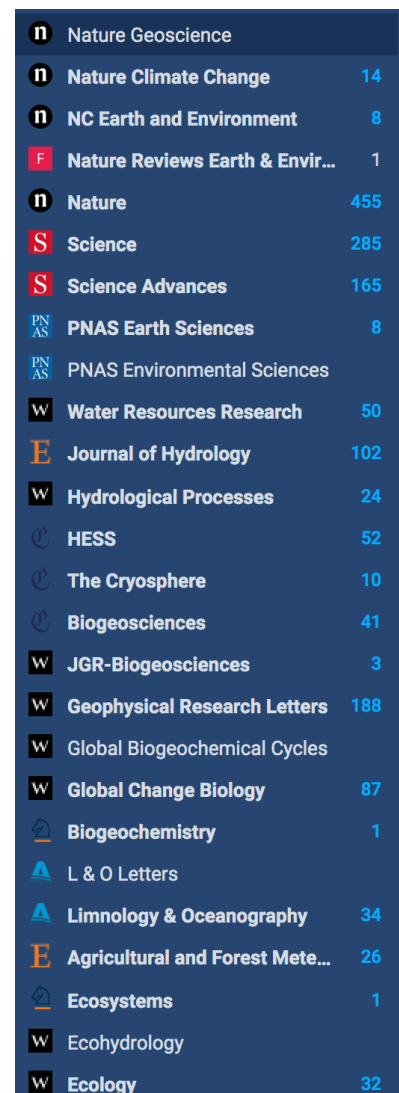 n Nature Geoscience
n Nature Climate Change 14
n NC Earth and Environment 8
F Nature Reviews Earth & Envir... 1
n Nature 455
S Science 285
S Science Advances 165
PNAS PNAS Earth Sciences 8
PNAS PNAS Environmental Sciences
W Water Resources Research 50
E Journal of Hydrology 102
W Hydrological Processes 24
C HESS 52
C The Cryosphere 10
C Biogeosciences 41
W JGR-Biogeosciences 3
W Geophysical Research Letters 188
W Global Biogeochemical Cycles
W Global Change Biology 87
Biogeochemistry 1
L & O Letters
Limnology & Oceanography 34
E Agricultural and Forest Mete... 26
Ecosystems 1
W Ecohydrology
W Ecology 32